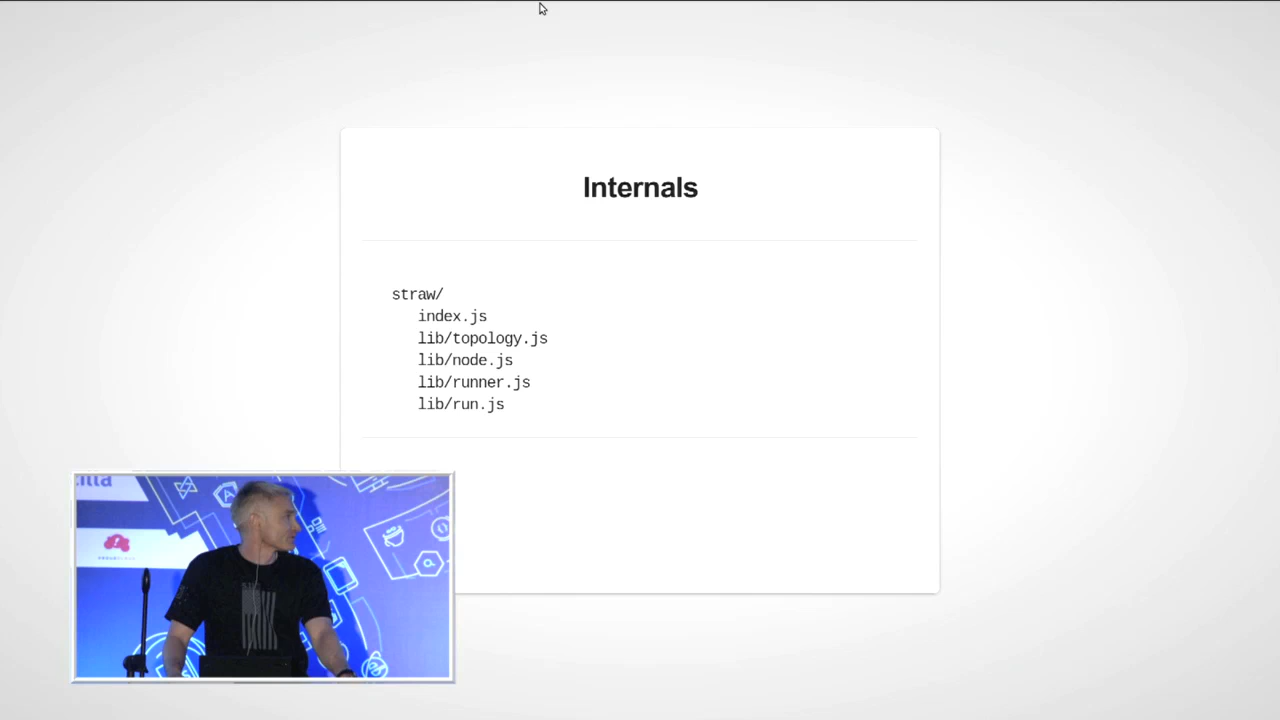 Internals
straw/
index.js
lib/topology.js
lib/node.js
lib/runner.js
lib/run.js